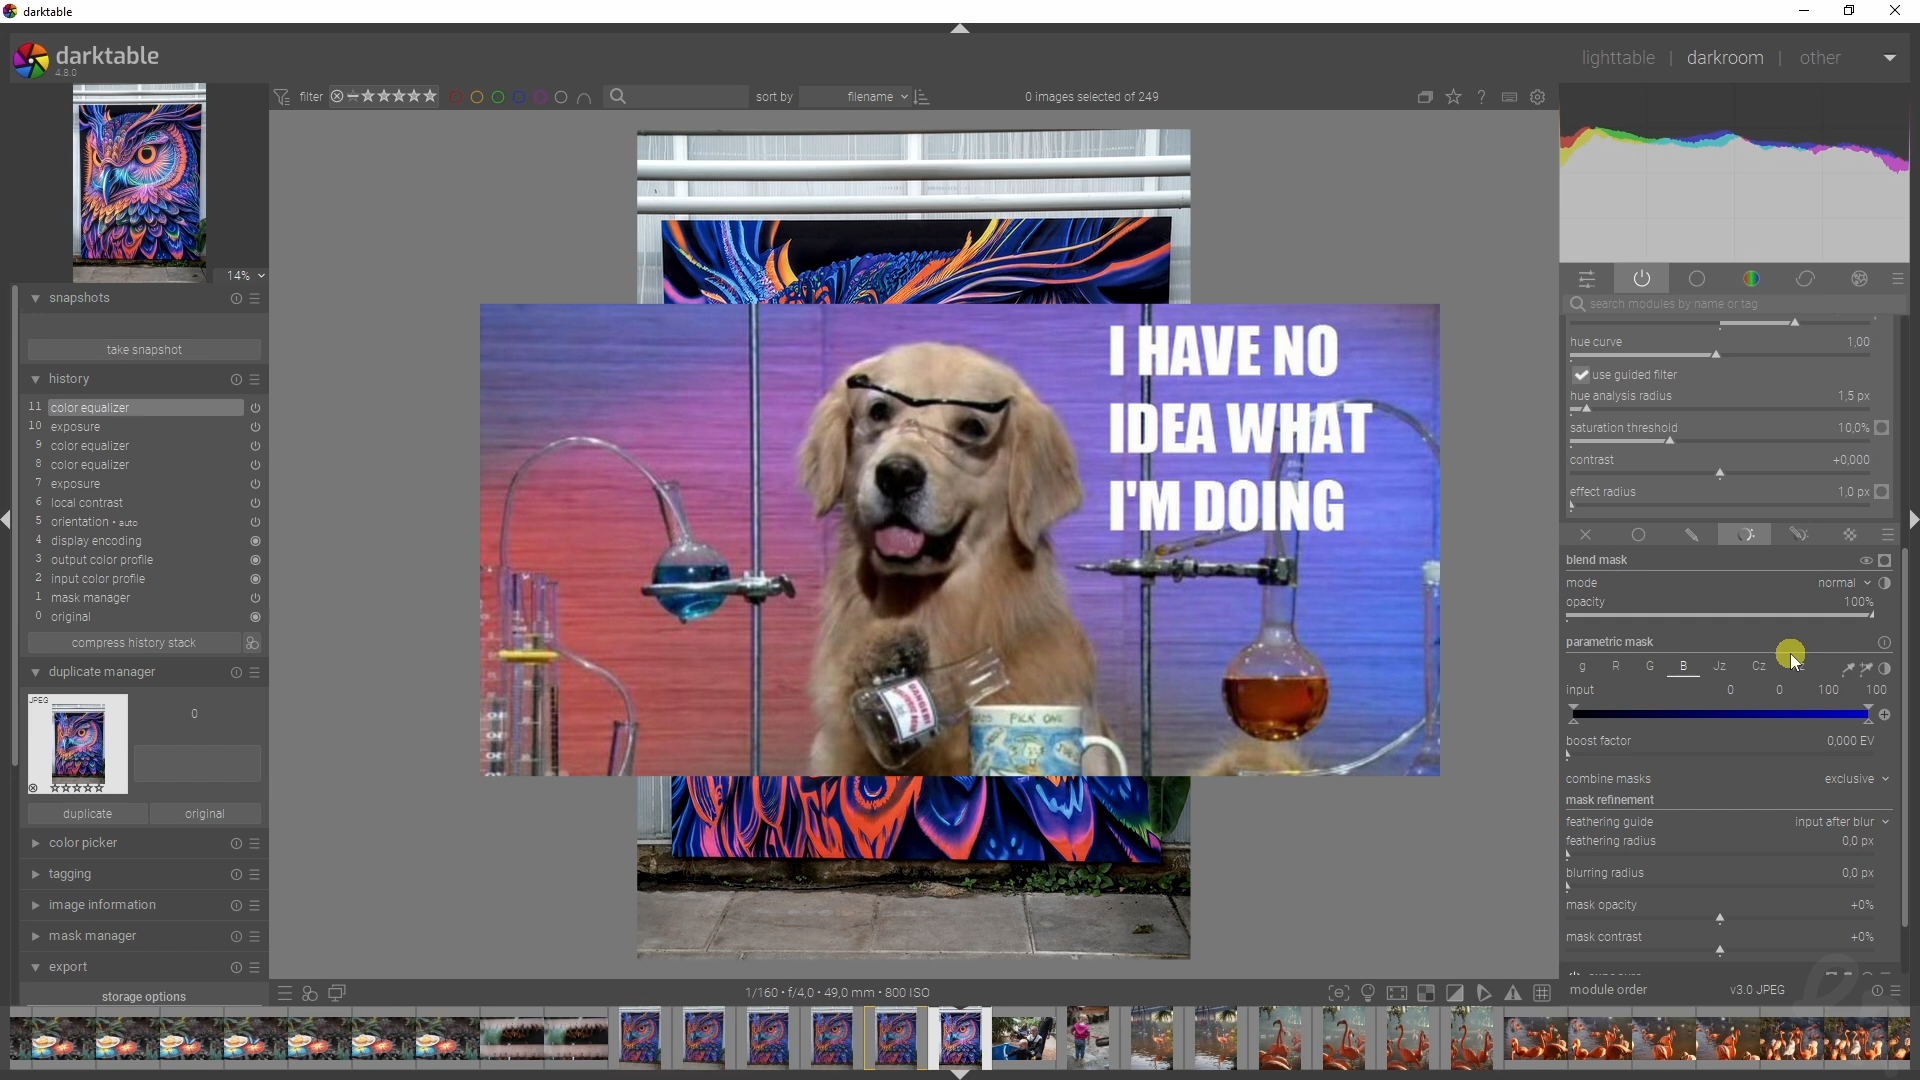 darktable
darktable
4.8.0
lighttable | darkroom | other
filter
sort by filename
0 images selected of 249
14%
snapshots
take snapshot
history
11 color equalizer
10 exposure
9 color equalizer
8 color equalizer
7 exposure
6 local contrast
5 orientation • auto
4 display encoding
3 output color profile
2 input color profile
1 mask manager
0 original
compress history stack
duplicate manager
JPEG
0
duplicate original
color picker
tagging
image information
mask manager
export
storage options
I HAVE NO
IDEA WHAT
I'M DOING
PICK ONE
1/160 • f/4,0 • 49,0 mm • 800 ISO
search modules by name or tag
hue curve 1,00
use guided filter
hue analysis radius 1,5 px
saturation threshold 10,0%
contrast +0,000
effect radius 1,0 px
blend mask
mode normal
opacity 100%
parametric mask
g R G B Jz Cz
input 0 0 100 100
boost factor 0,000 EV
combine masks exclusive
mask refinement
feathering guide input after blur
feathering radius 0,0 px
blurring radius 0,0 px
mask opacity +0%
mask contrast +0%
module order v3.0 JPEG